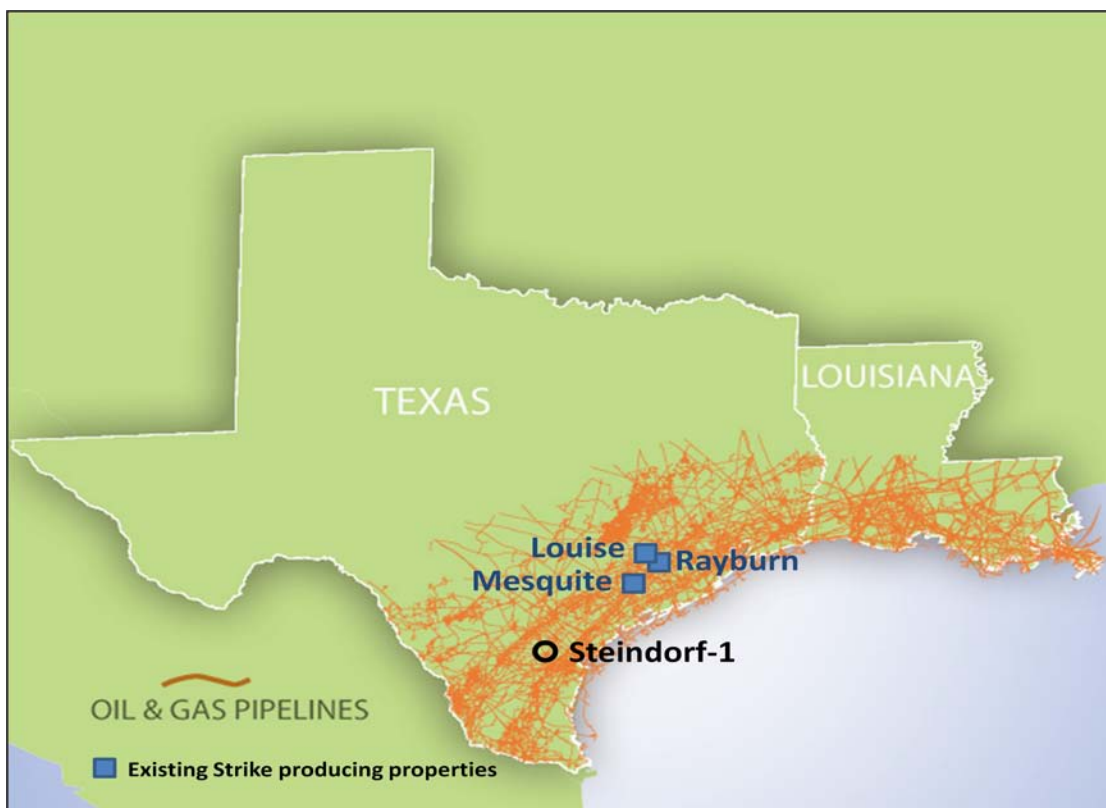 TEXAS
LOUISIANA
Louise
Rayburn
Mesquite
Steindorf-1
OIL & GAS PIPELINES
Existing Strike producing properties